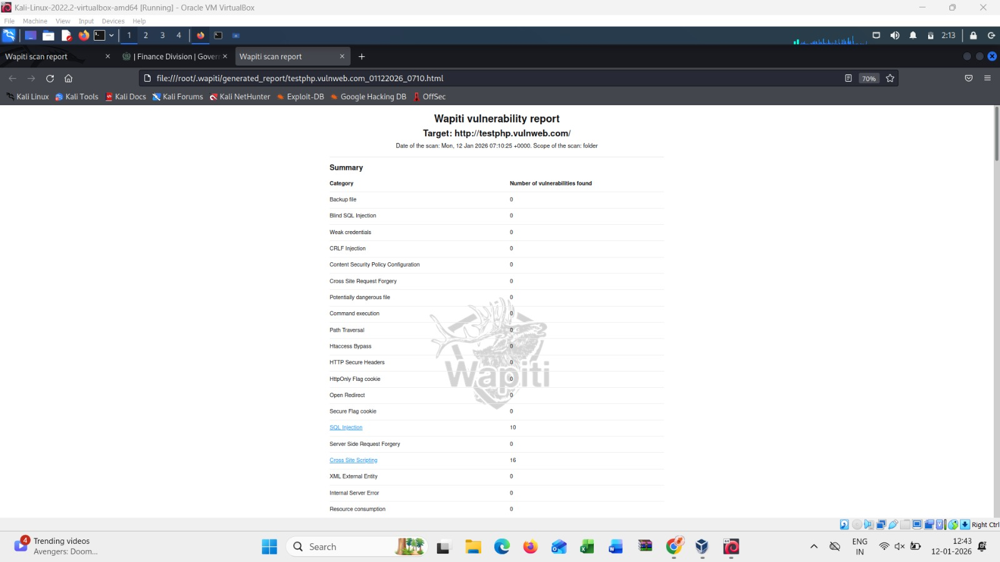 Kali-Linux-2022.2-virtualbox-amd64 [Running] - Oracle VM VirtualBox
File Machine View Input Devices Help
1 2 3 4 2:13
Wapiti scan report | Finance Division | Gover Wapiti scan report
file:///root/.wapiti/generated_report/testphp.vulnweb.com_01122026_0710.html 70%
Kali Linux Kali Tools Kali Docs Kali Forums Kali NetHunter Exploit-DB Google Hacking DB OffSec
Wapiti vulnerability report
Target: http://testphp.vulnweb.com/
Date of the scan: Mon, 12 Jan 2026 07:10:25 +0000. Scope of the scan: folder
Summary
Category Number of vulnerabilities found
Backup file 0
Blind SQL Injection 0
Weak credentials 0
CRLF Injection 0
Content Security Policy Configuration 0
Cross Site Request Forgery 0
Potentially dangerous file 0
Command execution 0
Path Traversal 0
Htaccess Bypass 0
HTTP Secure Headers 0
Wapiti
HttpOnly Flag cookie 0
Open Redirect 0
Secure Flag cookie 0
SQL Injection 10
Server Side Request Forgery 0
Cross Site Scripting 16
XML External Entity 0
Internal Server Error 0
Resource consumption 0
Right Ctrl
4 Trending videos
Avengers: Doom...
Search
ENG
IN
12:43
12-01-2026